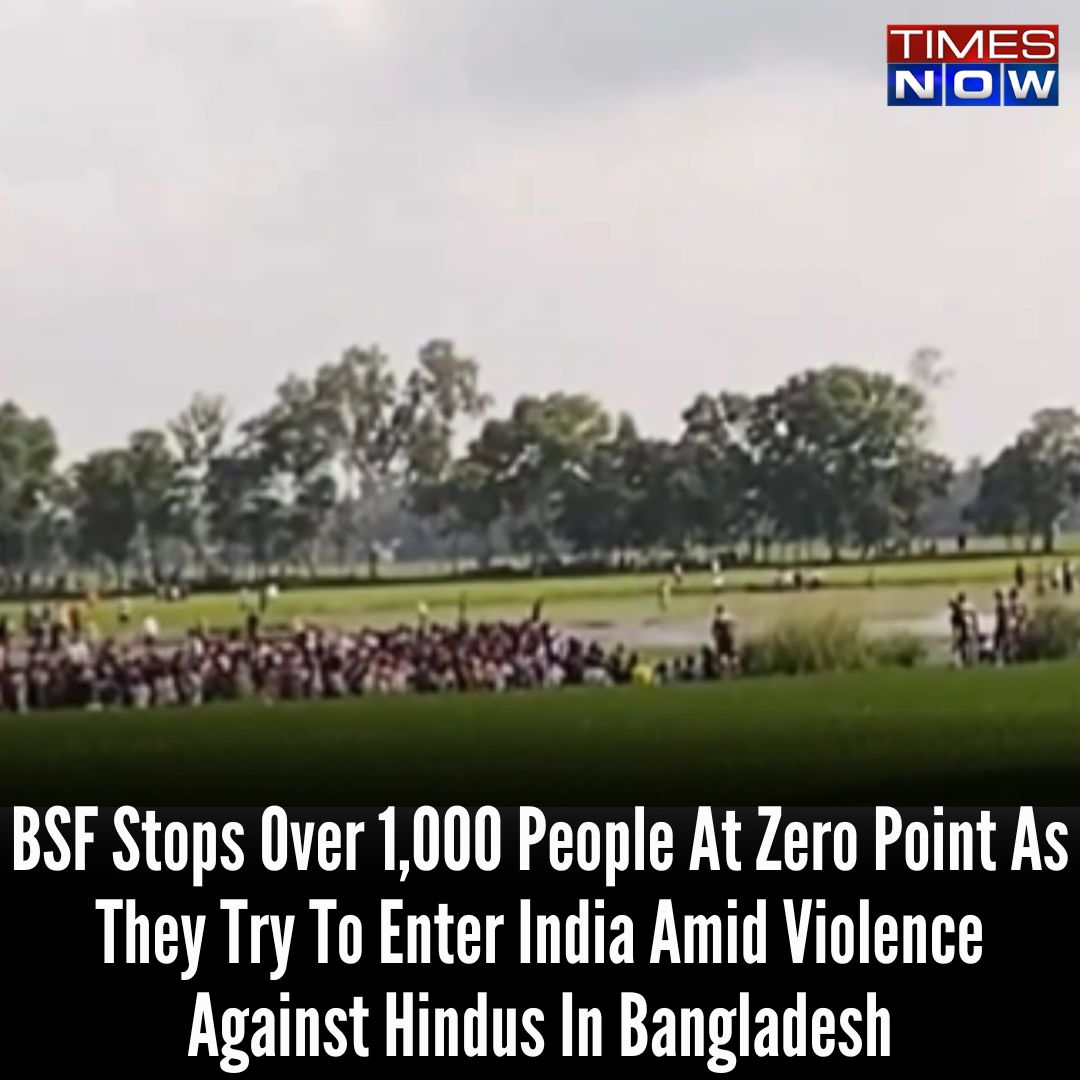 TIMES
NOW
BSF Stops Over 1,000 People At Zero Point As
They Try To Enter India Amid Violence
Against Hindus In Bangladesh